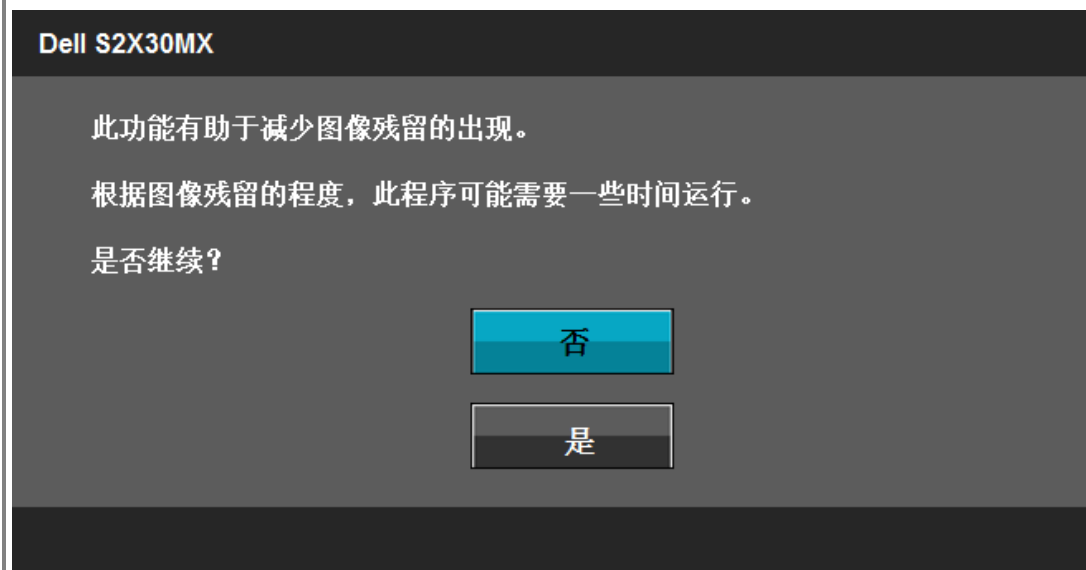 Dell S2X30MX
此功能有助于减少图像残留的出现。
根据图像残留的程度，此程序可能需要一些时间运行。
是否继续？
否
是